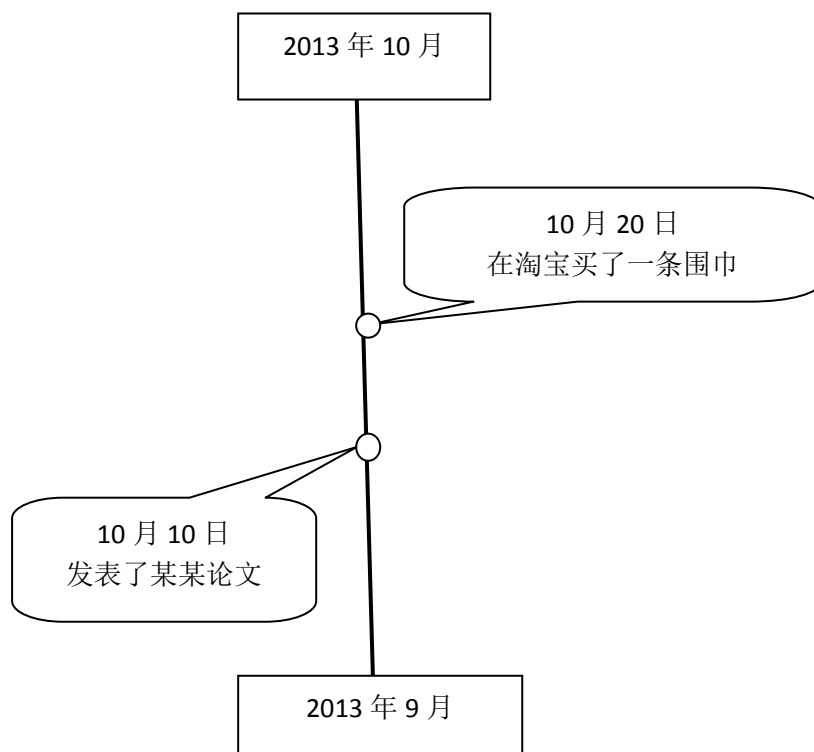 2013 年 10 月
10 月 20 日
在淘宝买了一条围巾
10 月 10 日
发表了某某论文
2013 年 9 月